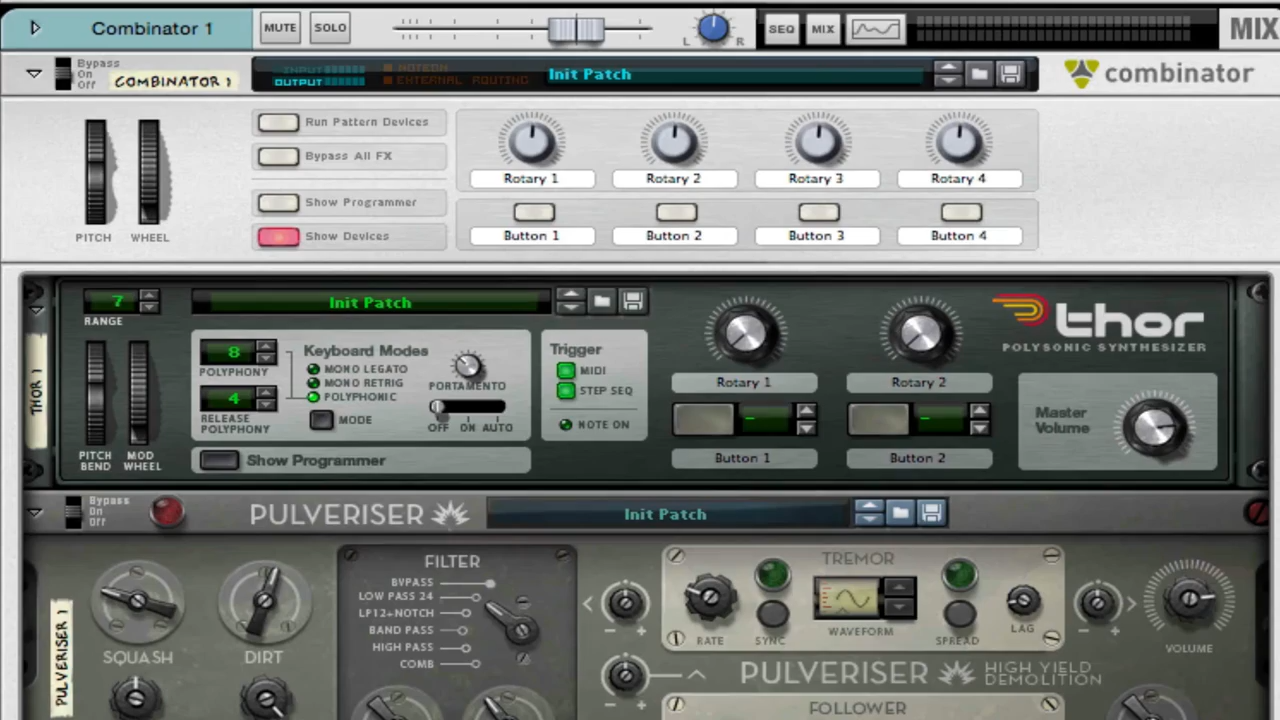 Combinator 1
MUTE
SOLO
L
R
SEQ
MIX
MIX
Bypass
On
Off
COMBINATOR 1
INPUT
OUTPUT
NOTEON
EXTERNAL ROUTING
Init Patch
combinator
PITCH
WHEEL
Run Pattern Devices
Bypass All FX
Show Programmer
Show Devices
Rotary 1
Rotary 2
Rotary 3
Rotary 4
Button 1
Button 2
Button 3
Button 4
7
RANGE
Init Patch
THOR 1
PITCH BEND
MOD WHEEL
8
POLYPHONY
4
RELEASE
POLYPHONY
Keyboard Modes
MONO LEGATO
MONO RETRIG
POLYPHONIC
MODE
PORTAMENTO
OFF ON AUTO
Show Programmer
Trigger
MIDI
STEP SEQ
NOTE ON
Rotary 1
Rotary 2
Button 1
Button 2
thor
POLYSONIC SYNTHESIZER
Master
Volume
Bypass
On
Off
PULVERISER
Init Patch
PULVERISER 1
SQUASH
DIRT
FILTER
BYPASS
LOW PASS 24
LP12+NOTCH
BAND PASS
HIGH PASS
COMB
TREMOR
RATE
SYNC
WAVEFORM
SPREAD
LAG
VOLUME
PULVERISER
HIGH YIELD
DEMOLITION
FOLLOWER